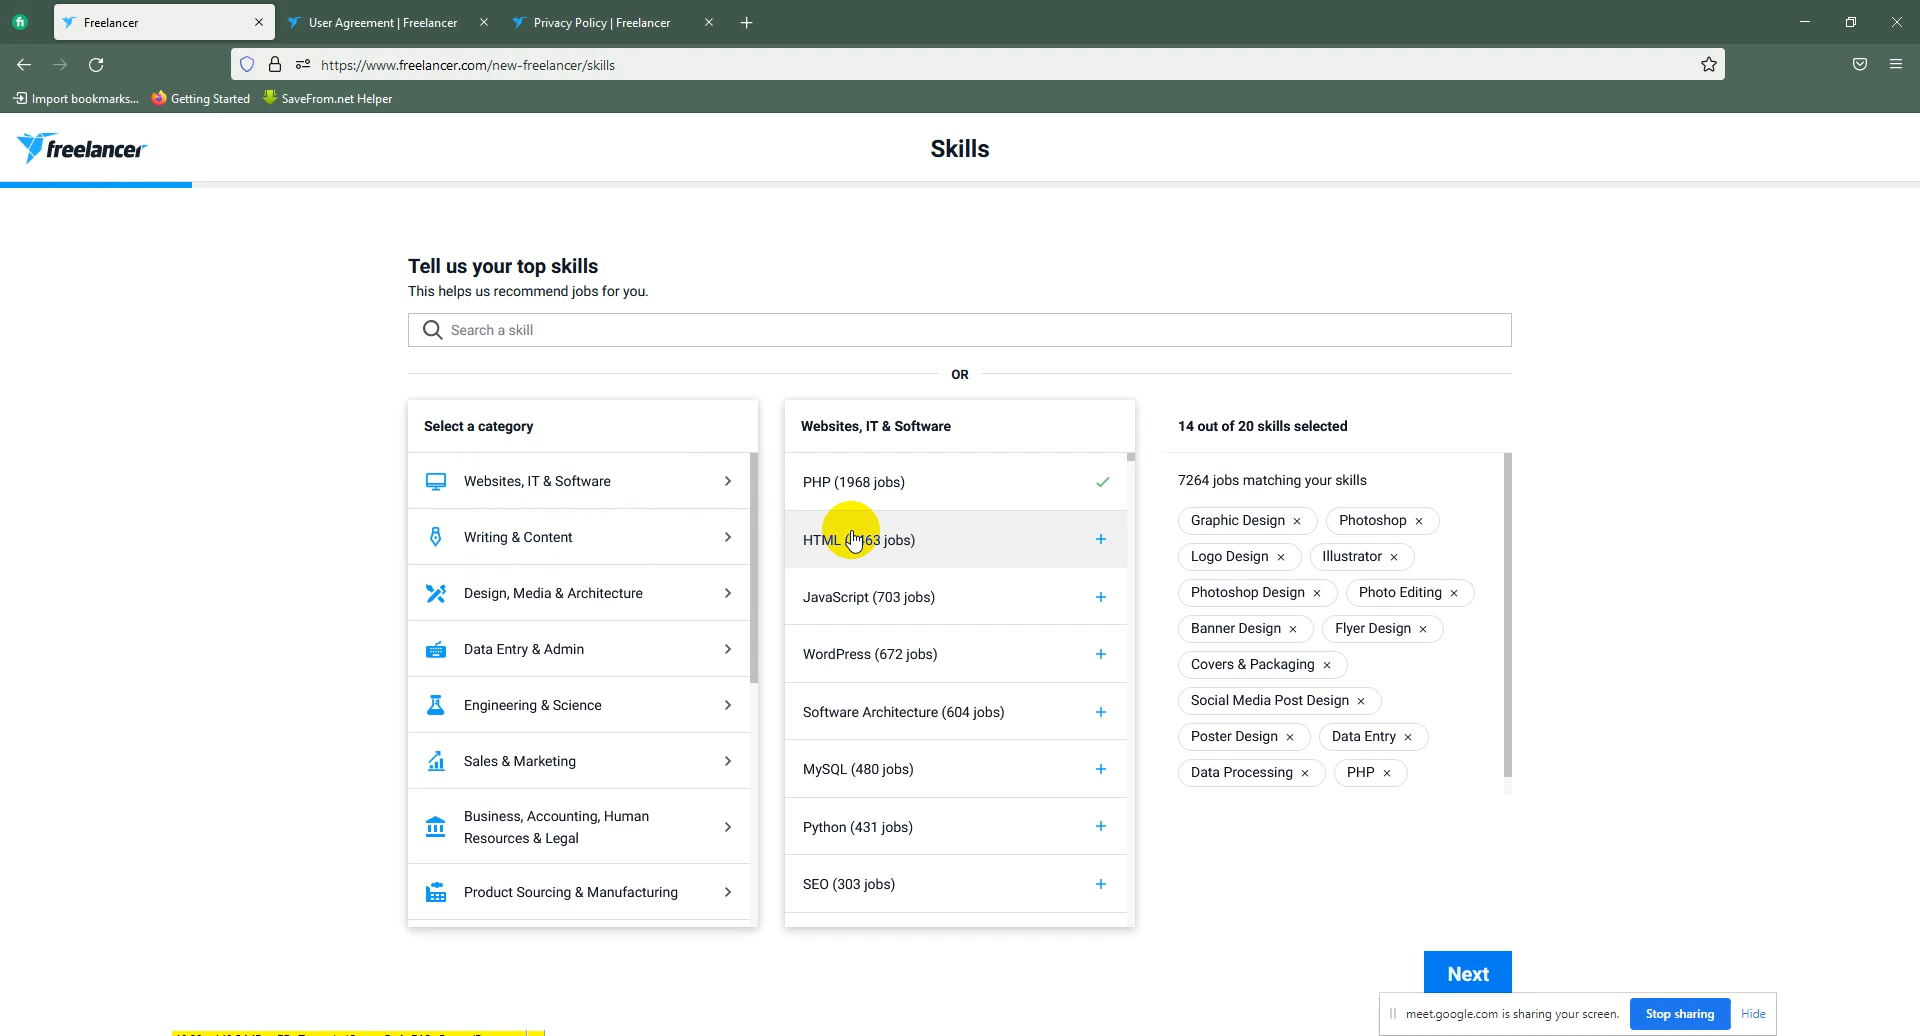 Freelancer
User Agreement | Freelancer
Privacy Policy | Freelancer
https://www.freelancer.com/new-freelancer/skills
Import bookmarks...
Getting Started
SaveFrom.net Helper
freelancer
Skills
Tell us your top skills
This helps us recommend jobs for you.
Search a skill
OR
Select a category
Websites, IT & Software
Writing & Content
Design, Media & Architecture
Data Entry & Admin
Engineering & Science
Sales & Marketing
Business, Accounting, Human
Resources & Legal
Product Sourcing & Manufacturing
Websites, IT & Software
PHP (1968 jobs)
HTML jobs)
JavaScript (703 jobs)
WordPress (672 jobs)
Software Architecture (604 jobs)
MySQL (480 jobs)
Python (431 jobs)
SEO (303 jobs)
14 out of 20 skills selected
7264 jobs matching your skills
Graphic Design × Photoshop ×
Logo Design × Illustrator ×
Photoshop Design × Photo Editing ×
Banner Design × Flyer Design ×
Covers & Packaging ×
Social Media Post Design ×
Poster Design × Data Entry ×
Data Processing × PHP ×
Next
meet.google.com is sharing your screen. Stop sharing Hide